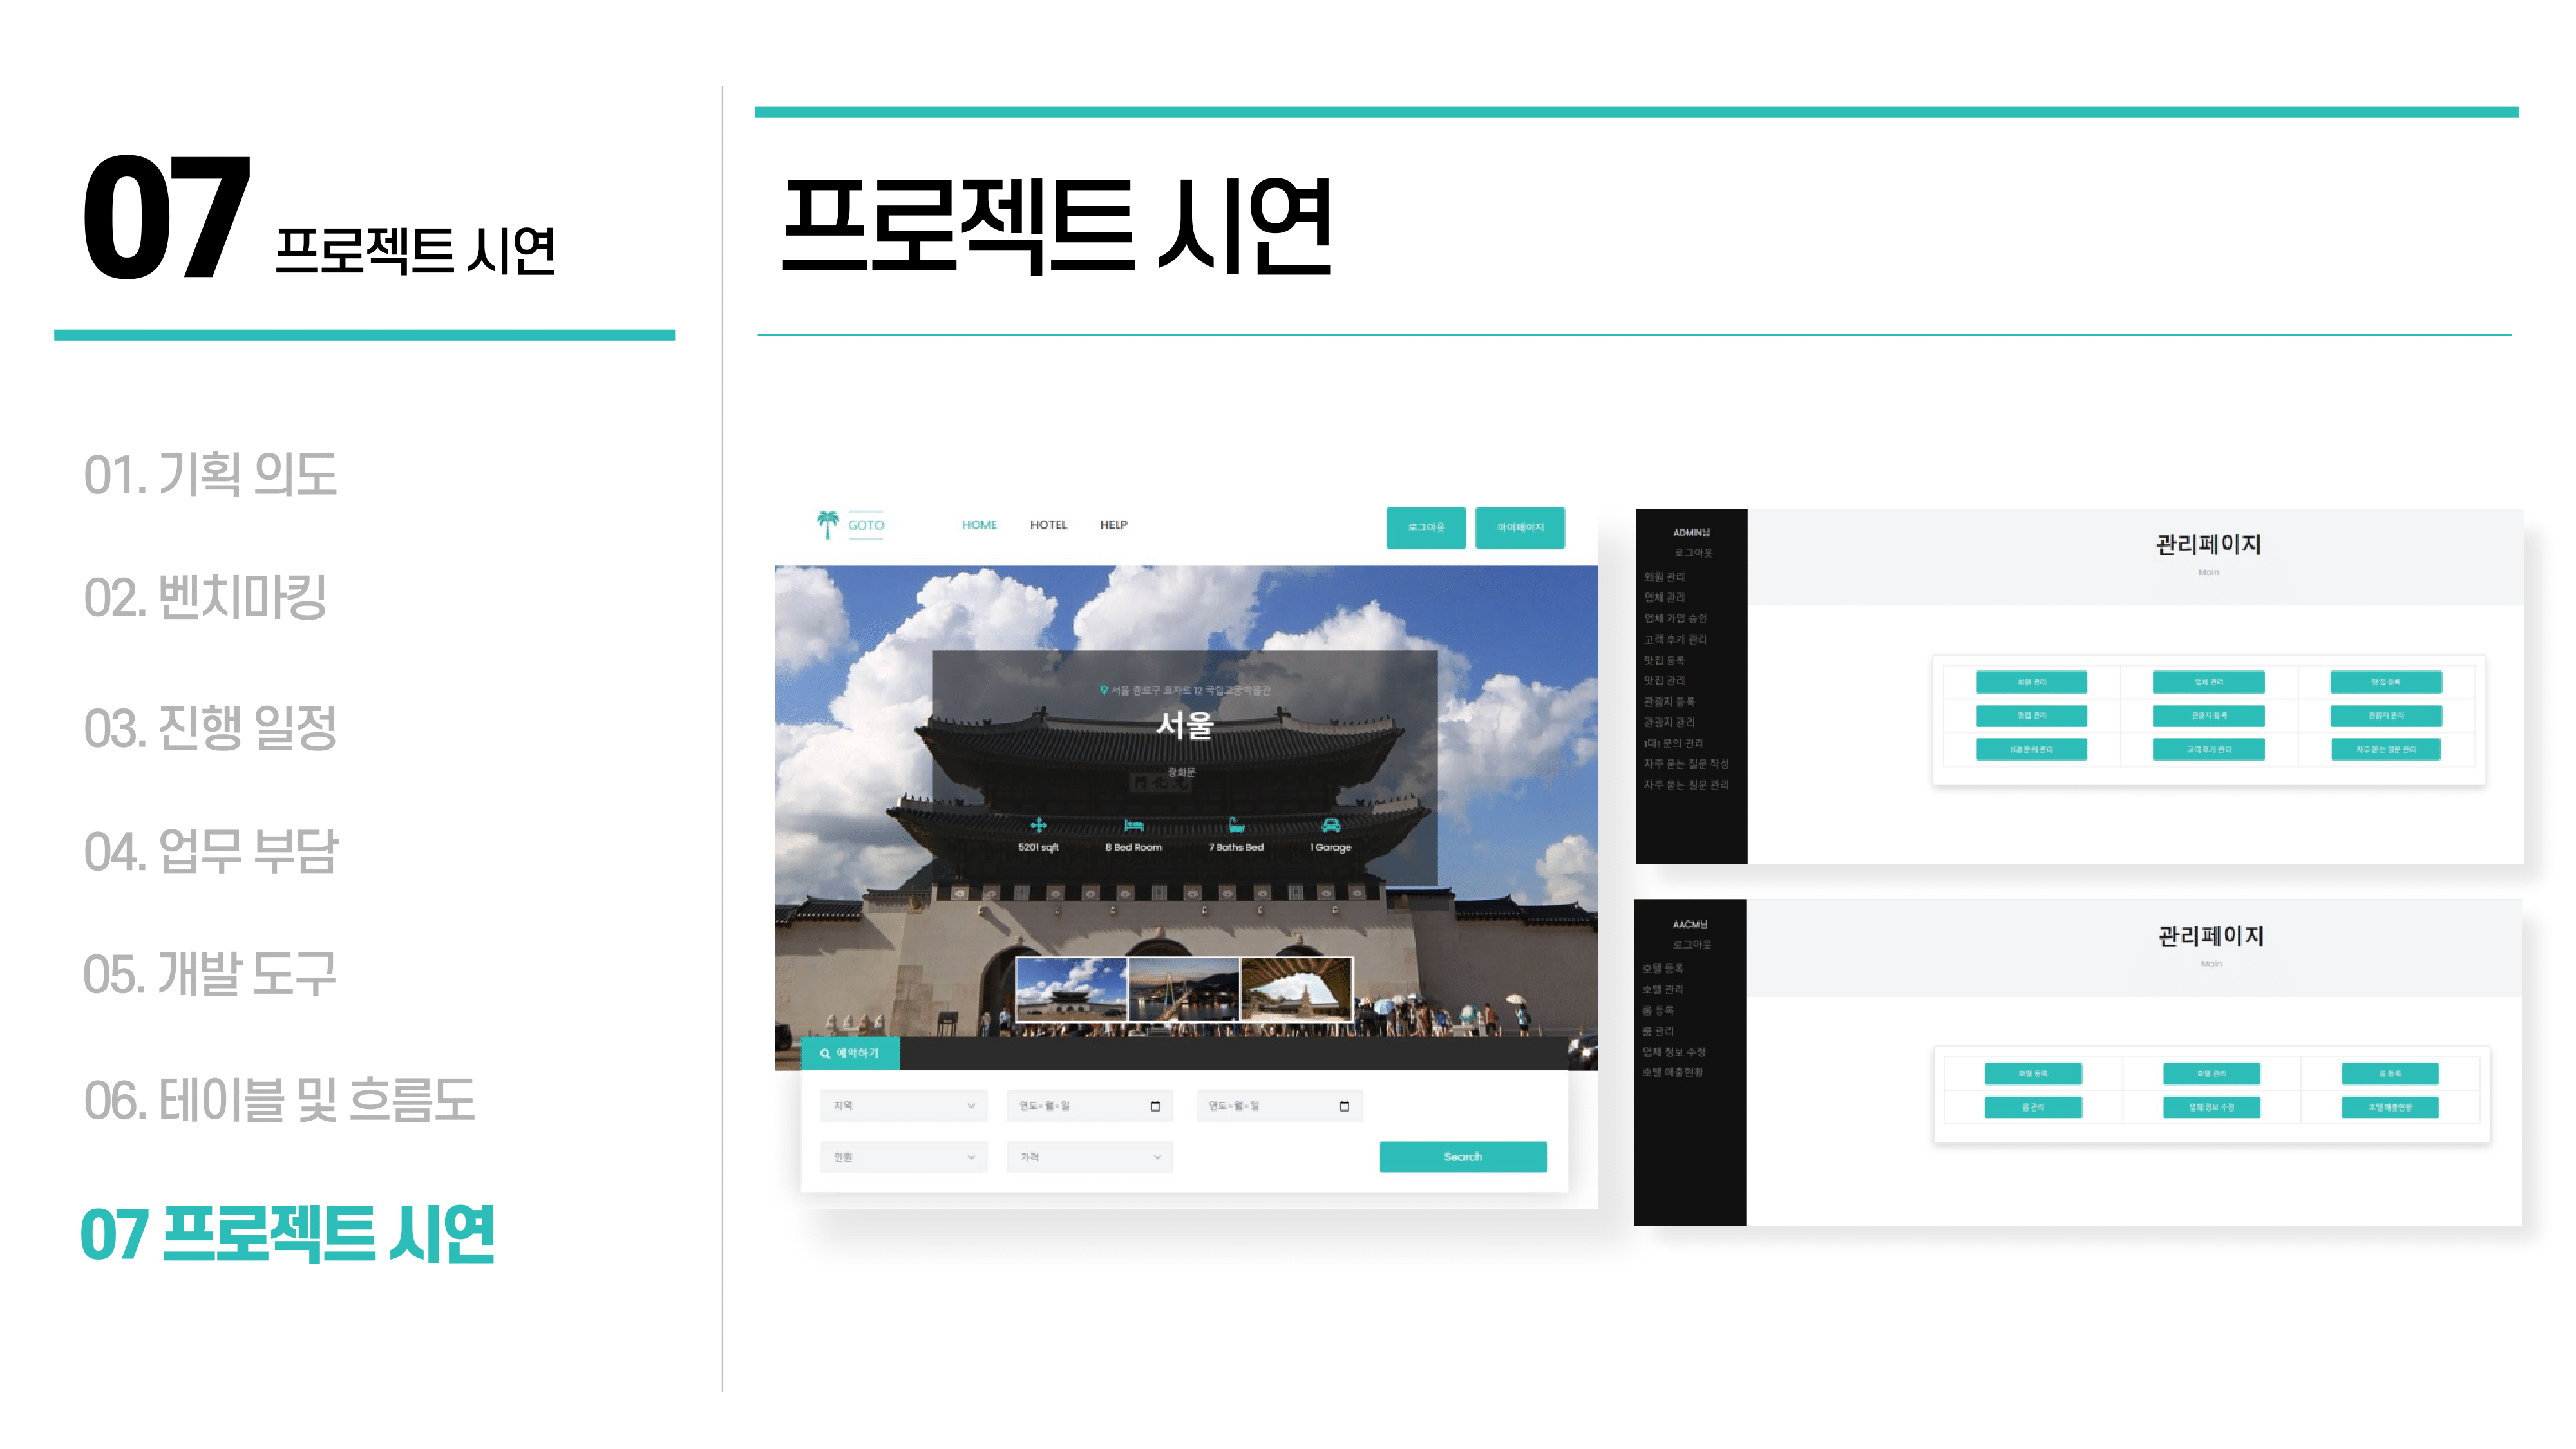 07 프로젝트 시연
01. 기획 의도
02. 벤치마킹
03. 진행 일정
04. 업무 부담
05. 개발 도구
06. 테이블 및 흐름도
07 프로젝트 시연
프로젝트 시연
GOTO HOME HOTEL HELP 로그아웃 마이페이지
서울 종로구 효자로 12 국립고궁박물관
서울
광화문
5201 sqft 8 Bed Room 7 Baths Bed 1 Garage
예약하기
지역 연도-월-일 연도-월-일
인원 가격 Search
ADMIN님
로그아웃
회원 관리
업체 관리
업체 가입 승인
고객 후기 관리
맛집 등록
맛집 관리
관광지 등록
관광지 관리
1대1 문의 관리
자주 묻는 질문 작성
자주 묻는 질문 관리
관리페이지
Main
회원 관리 업체 관리 맛집 등록
맛집 관리 관광지 등록 관광지 관리
1대1 문의 관리 고객 후기 관리 자주 묻는 질문 관리
AACM님
로그아웃
호텔 등록
호텔 관리
룸 등록
룸 관리
업체 정보 수정
호텔 매출현황
관리페이지
Main
호텔 등록 호텔 관리 룸 등록
룸 관리 업체 정보 수정 호텔 매출현황